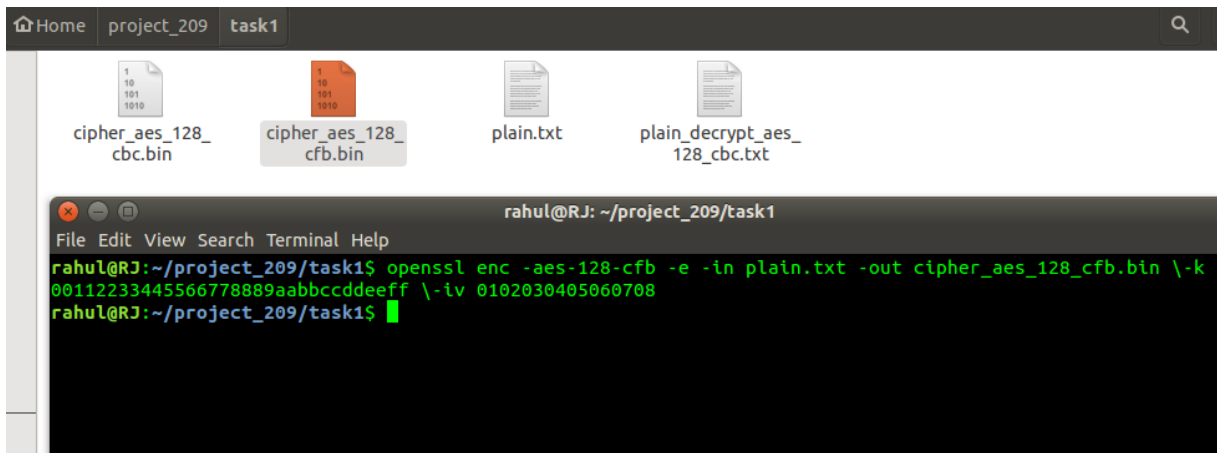 Home project_209 task1
1
10
101
1010
1
10
101
1010
cipher_aes_128_
cbc.bin
cipher_aes_128_
cfb.bin
plain.txt
plain_decrypt_aes_
128_cbc.txt
rahul@RJ: ~/project_209/task1
File Edit View Search Terminal Help
rahul@RJ:~/project_209/task1$ openssl enc -aes-128-cfb -e -in plain.txt -out cipher_aes_128_cfb.bin \-k
00112233445566778889aabbccddeeff \-iv 0102030405060708
rahul@RJ:~/project_209/task1$